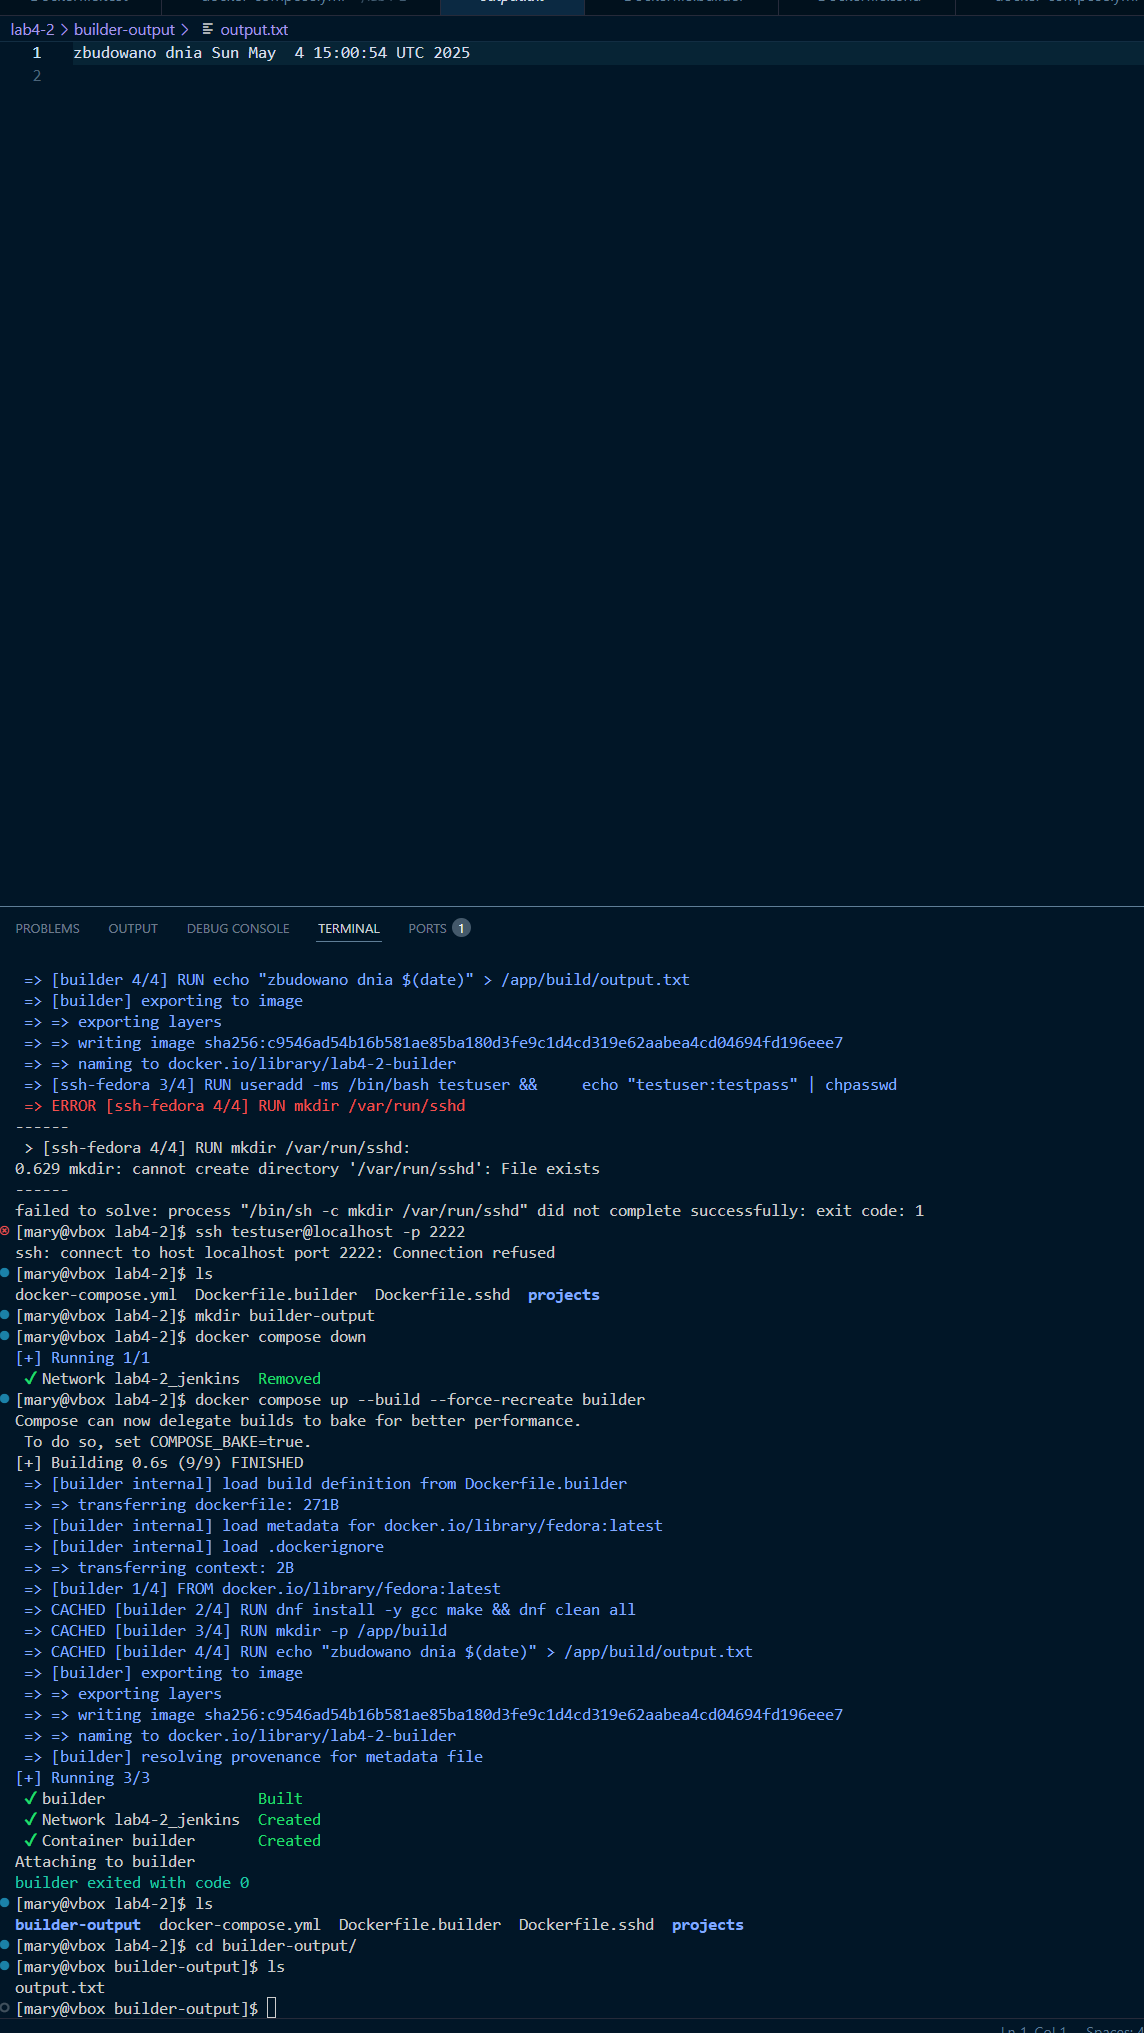 lab4-2 > builder-output > output.txt
1 zbudowano dnia Sun May  4 15:00:54 UTC 2025
2
PROBLEMS OUTPUT DEBUG CONSOLE TERMINAL PORTS 1
=> [builder 4/4] RUN echo "zbudowano dnia $(date)" > /app/build/output.txt
=> [builder] exporting to image
=> => exporting layers
=> => writing image sha256:c9546ad54b16b581ae85ba180d3fe9c1d4cd319e62aabea4cd04694fd196eee7
=> => naming to docker.io/library/lab4-2-builder
=> [ssh-fedora 3/4] RUN useradd -ms /bin/bash testuser &&     echo "testuser:testpass" | chpasswd
=> ERROR [ssh-fedora 4/4] RUN mkdir /var/run/sshd
------
> [ssh-fedora 4/4] RUN mkdir /var/run/sshd:
0.629 mkdir: cannot create directory '/var/run/sshd': File exists
------
failed to solve: process "/bin/sh -c mkdir /var/run/sshd" did not complete successfully: exit code: 1
[mary@vbox lab4-2]$ ssh testuser@localhost -p 2222
ssh: connect to host localhost port 2222: Connection refused
[mary@vbox lab4-2]$ ls
docker-compose.yml  Dockerfile.builder  Dockerfile.sshd  projects
[mary@vbox lab4-2]$ mkdir builder-output
[mary@vbox lab4-2]$ docker compose down
[+] Running 1/1
✓ Network lab4-2_jenkins  Removed
[mary@vbox lab4-2]$ docker compose up --build --force-recreate builder
Compose can now delegate builds to bake for better performance.
To do so, set COMPOSE_BAKE=true.
[+] Building 0.6s (9/9) FINISHED
=> [builder internal] load build definition from Dockerfile.builder
=> => transferring dockerfile: 271B
=> [builder internal] load metadata for docker.io/library/fedora:latest
=> [builder internal] load .dockerignore
=> => transferring context: 2B
=> [builder 1/4] FROM docker.io/library/fedora:latest
=> CACHED [builder 2/4] RUN dnf install -y gcc make && dnf clean all
=> CACHED [builder 3/4] RUN mkdir -p /app/build
=> CACHED [builder 4/4] RUN echo "zbudowano dnia $(date)" > /app/build/output.txt
=> [builder] exporting to image
=> => exporting layers
=> => writing image sha256:c9546ad54b16b581ae85ba180d3fe9c1d4cd319e62aabea4cd04694fd196eee7
=> => naming to docker.io/library/lab4-2-builder
=> [builder] resolving provenance for metadata file
[+] Running 3/3
✓ builder  Built
✓ Network lab4-2_jenkins  Created
✓ Container builder  Created
Attaching to builder
builder exited with code 0
[mary@vbox lab4-2]$ ls
builder-output  docker-compose.yml  Dockerfile.builder  Dockerfile.sshd  projects
[mary@vbox lab4-2]$ cd builder-output/
[mary@vbox builder-output]$ ls
output.txt
[mary@vbox builder-output]$